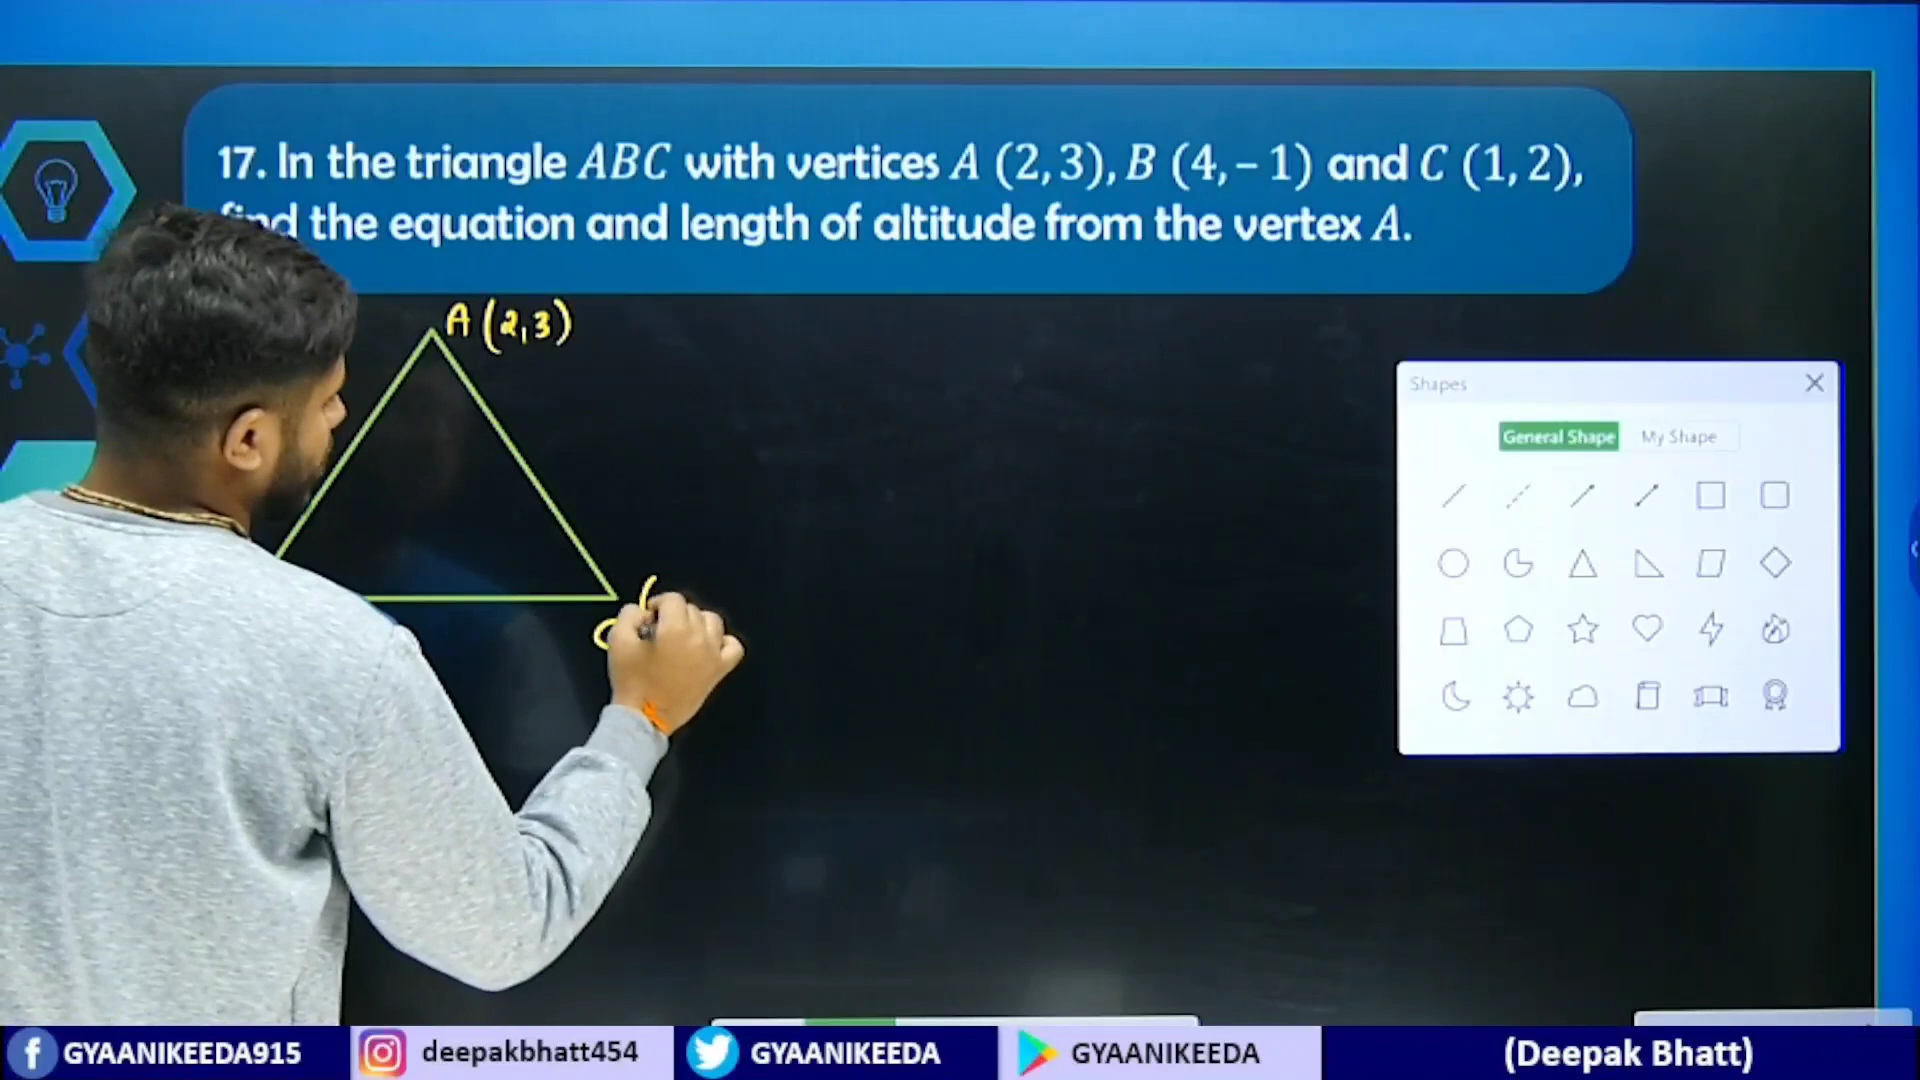 17. In the triangle ABC with vertices A (2, 3), B (4, – 1) and C (1, 2),
find the equation and length of altitude from the vertex A.
A (2,3)
C (
Shapes
General Shape
My Shape
GYAANIKEEDA915
deepakbhatt454
GYAANIKEEDA
GYAANIKEEDA
(Deepak Bhatt)